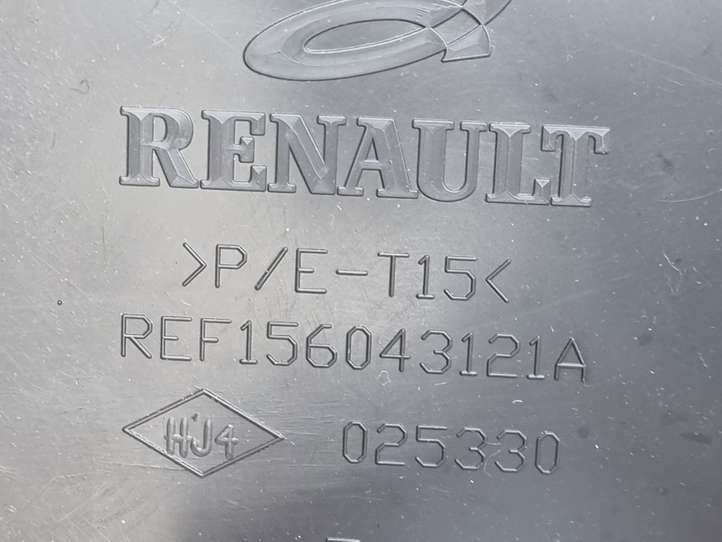 RENAULT
>P/E-T15<
REF156043121A
HJ4 025330